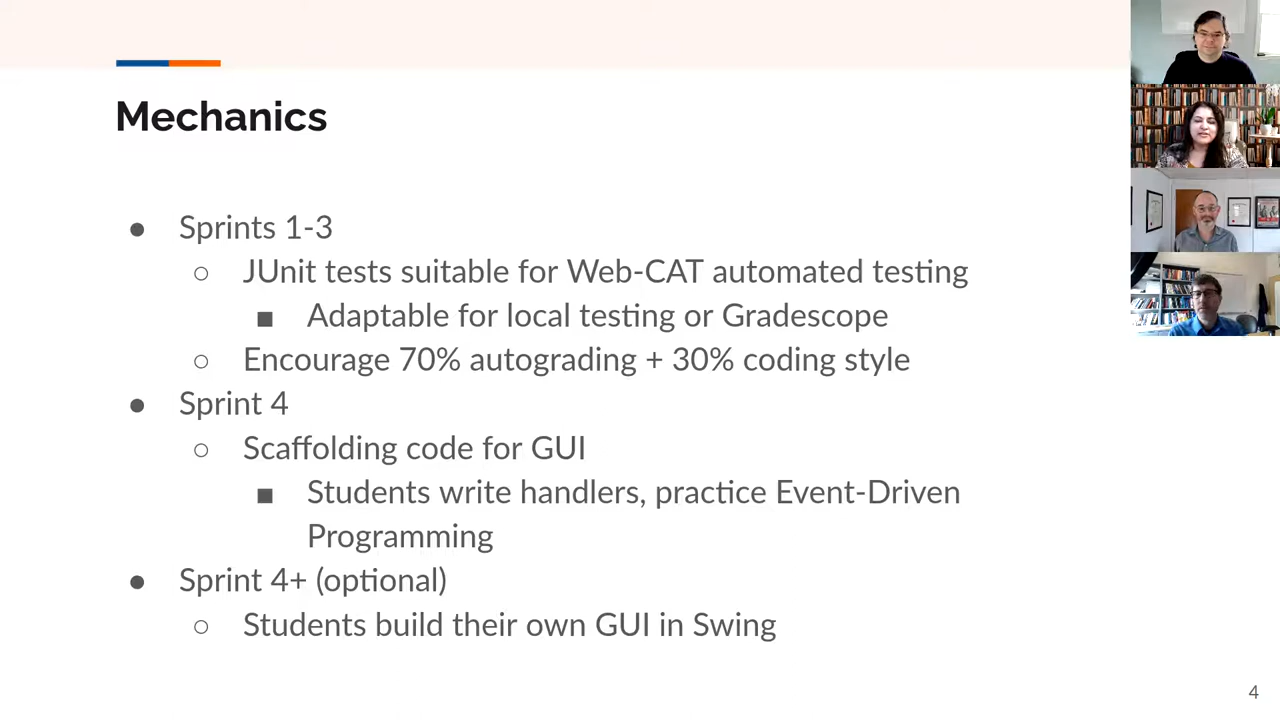 Mechanics
● Sprints 1-3
○ JUnit tests suitable for Web-CAT automated testing
■ Adaptable for local testing or Gradescope
○ Encourage 70% autograding + 30% coding style
● Sprint 4
○ Scaffolding code for GUI
■ Students write handlers, practice Event-Driven
Programming
● Sprint 4+ (optional)
○ Students build their own GUI in Swing
4